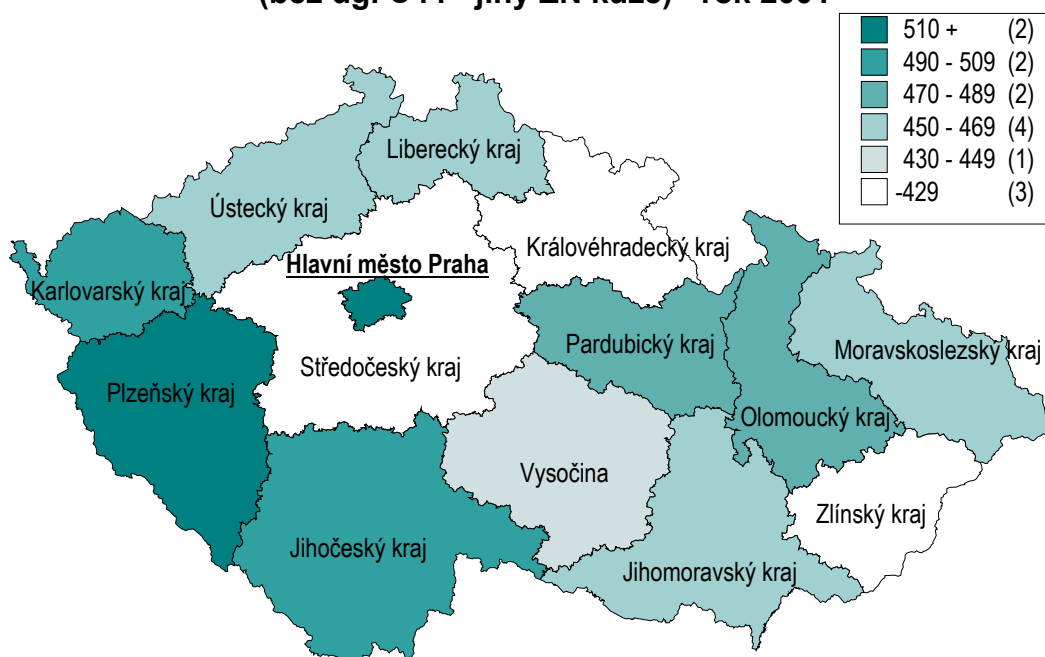 510 + (2)
490 - 509 (2)
470 - 489 (2)
450 - 469 (4)
430 - 449 (1)
-429 (3)
Liberecký kraj
Ústecký kraj
Královéhradecký kraj
Hlavní město Praha
Karlovarský kraj
Pardubický kraj
Moravskoslezský kraj
Středočeský kraj
Plzeňský kraj
Olomoucký kraj
Vysočina
Zlínský kraj
Jihočeský kraj
Jihomoravský kraj